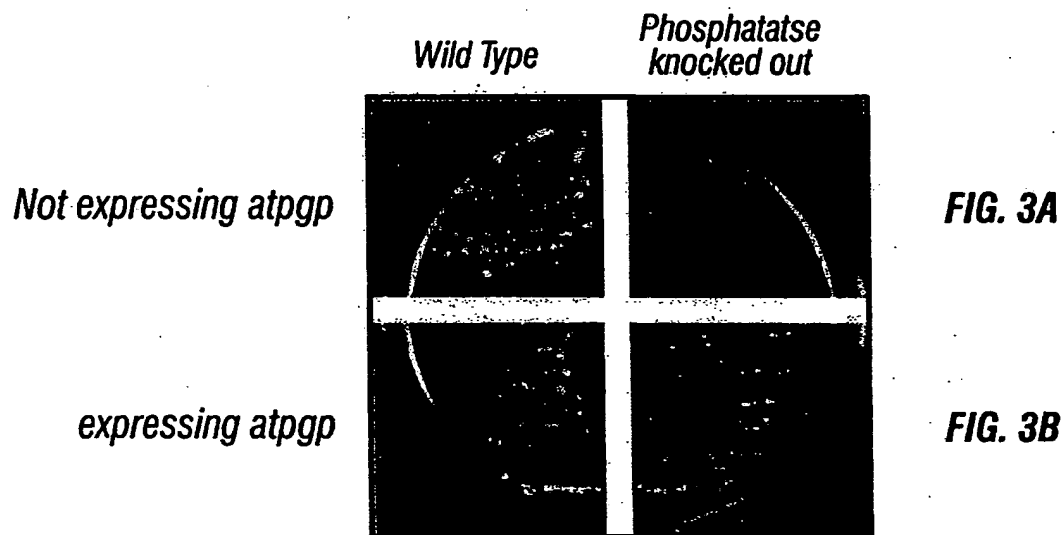 Wild Type
Phosphatatse
knocked out
Not expressing atpgp
FIG. 3A
expressing atpgp
FIG. 3B